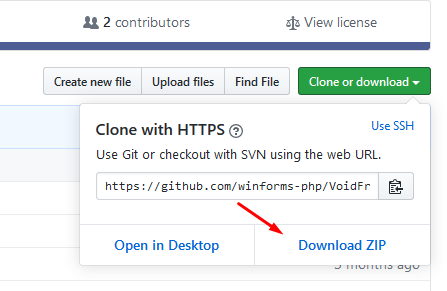 2 contributors
View license
Create new file
Upload files
Find File
Clone or download
Clone with HTTPS
Use SSH
Use Git or checkout with SVN using the web URL.
https://github.com/winforms-php/VoidFr
Open in Desktop
Download ZIP
months ago